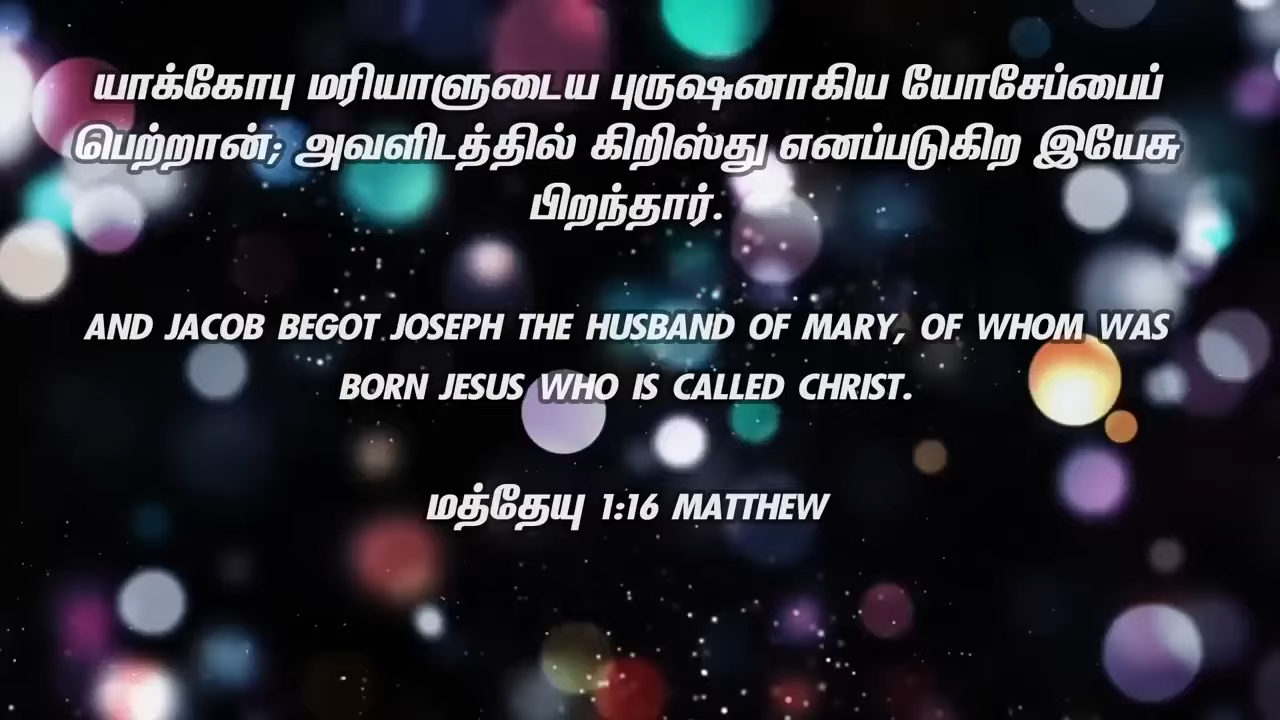 யாக்கோபு மரியாளுடைய புருஷனாகிய யோசேப்பைப்
பெற்றான்; அவளிடத்தில் கிறிஸ்து எனப்படுகிற இயேசு
பிறந்தார்.
AND JACOB BEGOT JOSEPH THE HUSBAND OF MARY, OF WHOM WAS
BORN JESUS WHO IS CALLED CHRIST.
மத்தேயு 1:16 MATTHEW